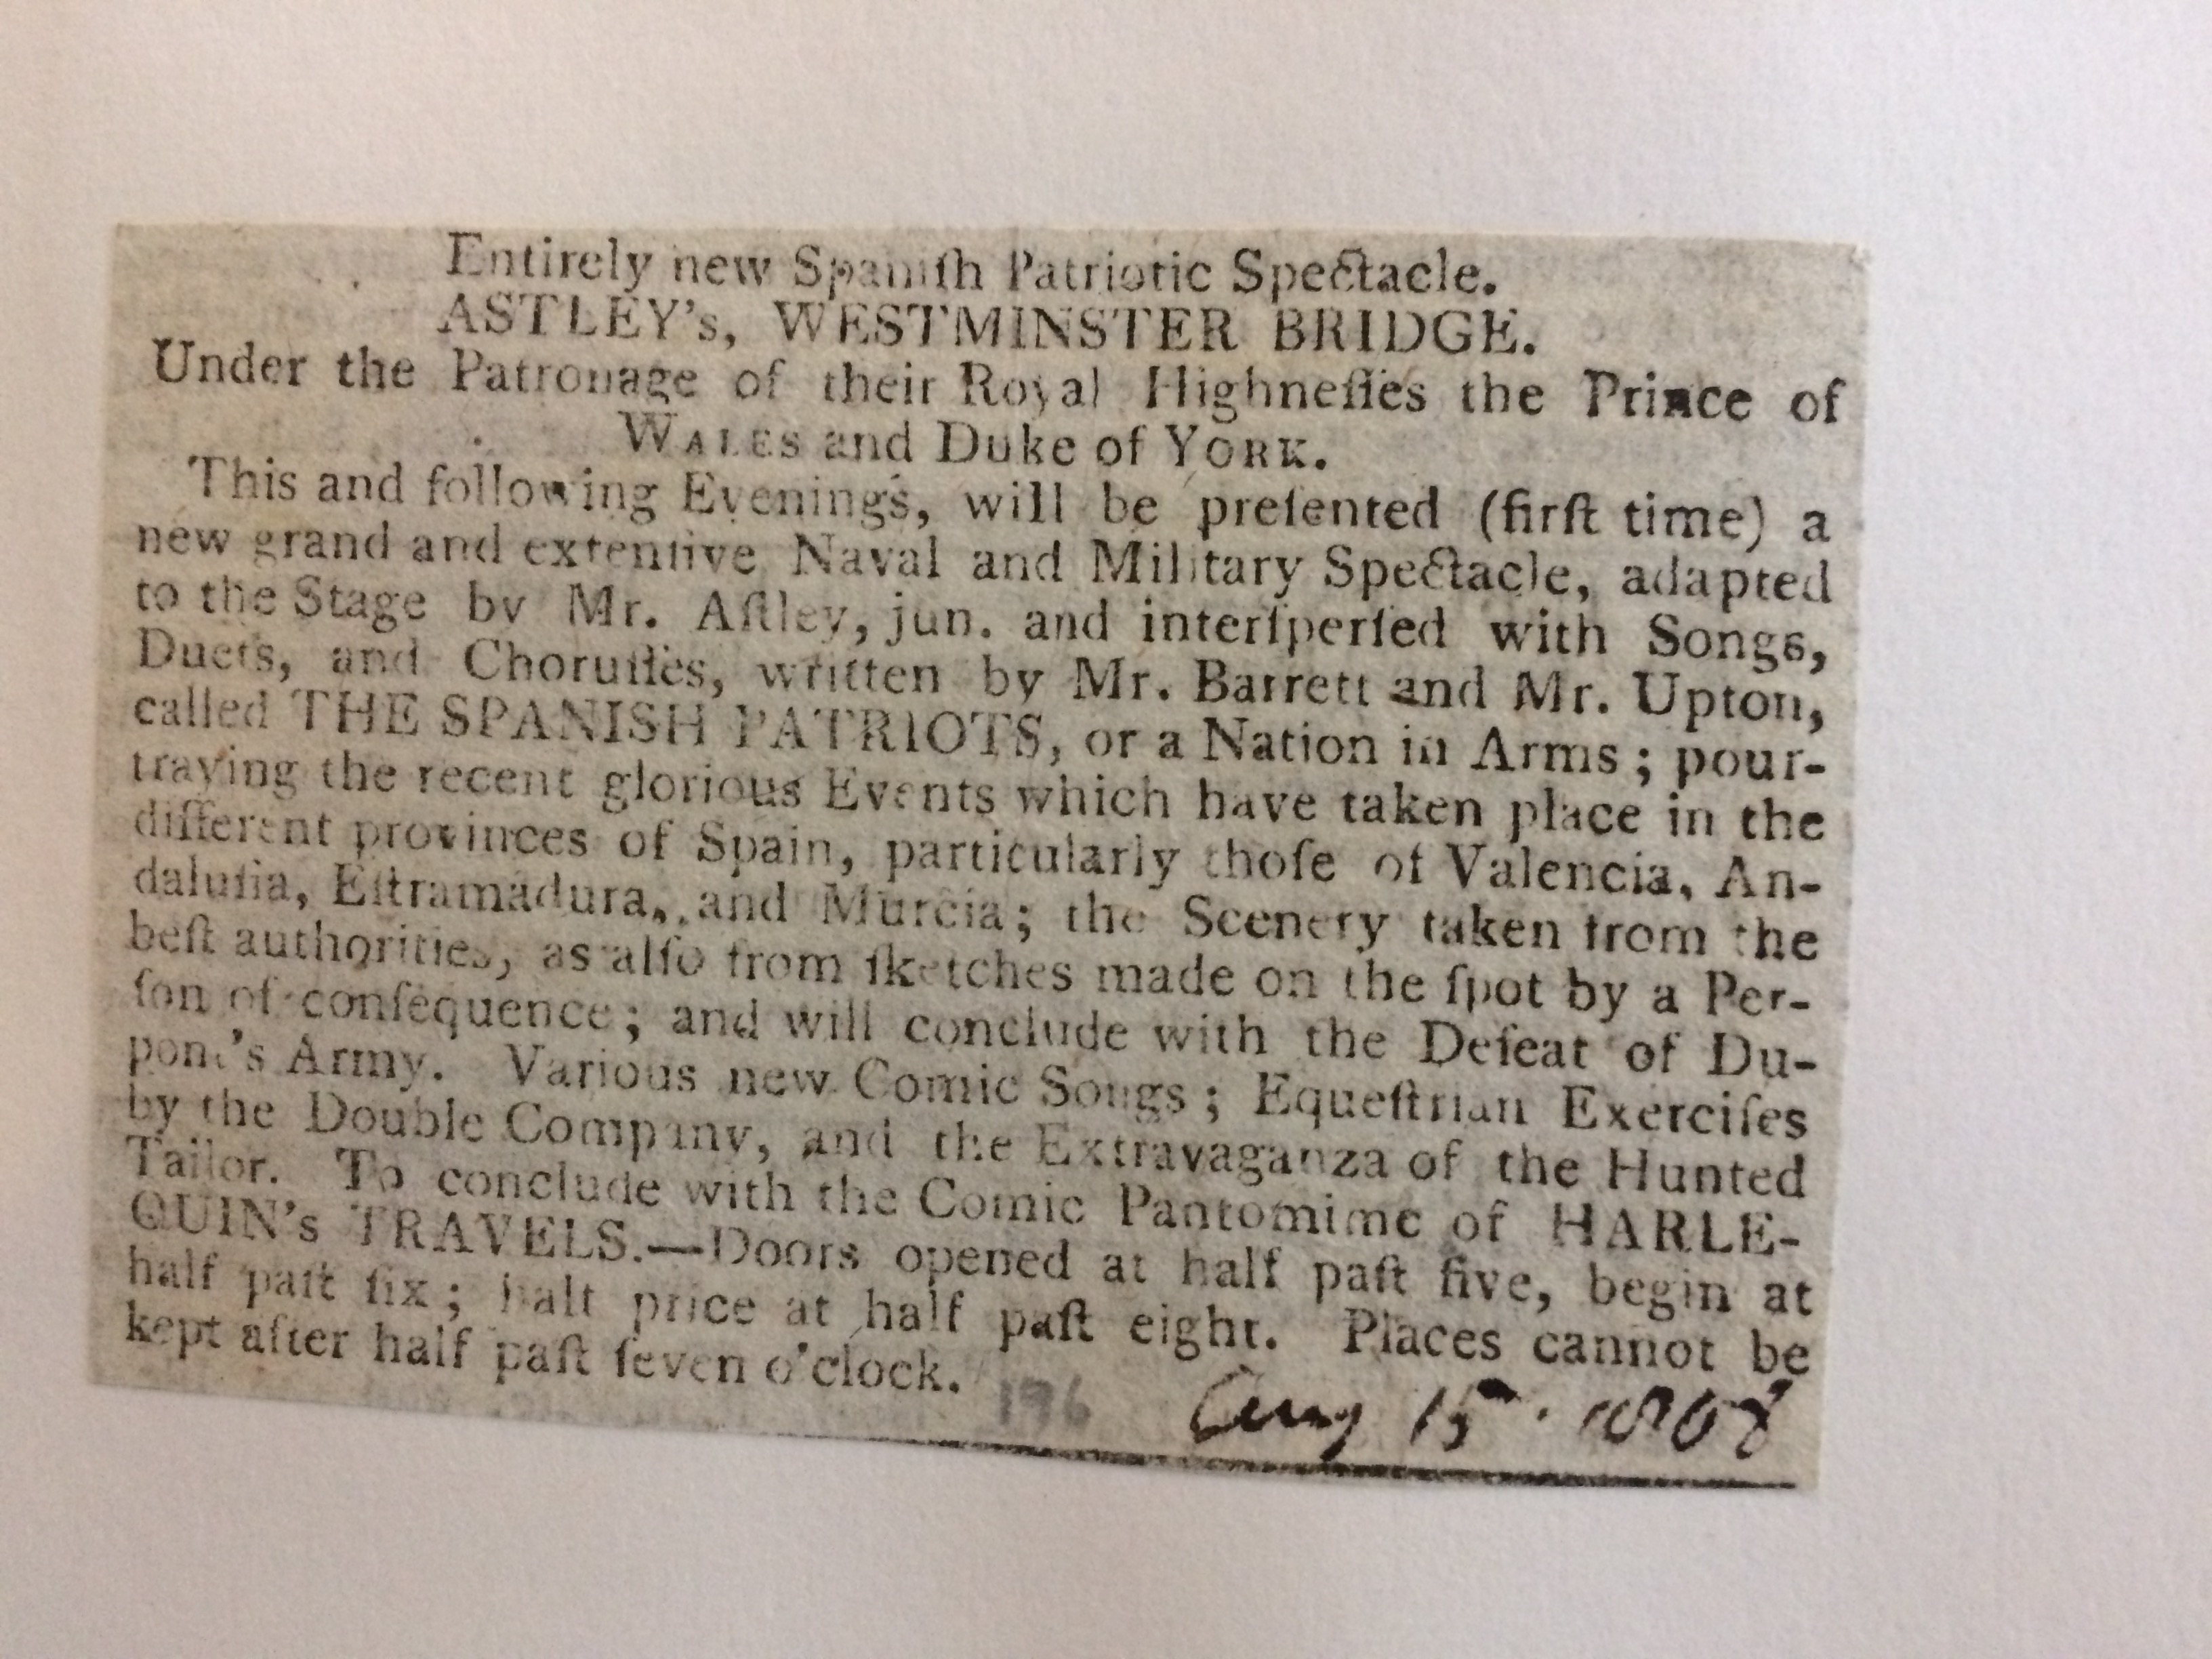 Entirely new Spaniſh Patriotic Spectacle.
ASTLEY's, WESTMINSTER BRIDGE.
Under the Patronage of their Royal Highneſſes the Prince of
WALES and Duke of YORK.
This and following Evenings, will be preſented (firſt time) a
new grand and extenſive Naval and Military Spectacle, adapted
to the Stage by Mr. Aſtley, jun. and interſperſed with Songs,
Duets, and Choruſſes, written by Mr. Barrett and Mr. Upton,
called THE SPANISH PATRIOTS, or a Nation in Arms; pour-
traying the recent glorious Events which have taken place in the
different provinces of Spain, particularly thoſe of Valencia, An-
daluſia, Eſtramadura, and Murcia; the Scenery taken from the
beſt authorities, as alſo from ſketches made on the ſpot by a Per-
ſon of conſequence; and will conclude with the Defeat of Du-
pont's Army. Various new Comic Songs; Equeſtrian Exerciſes
by the Double Company, and the Extravaganza of the Hunted
Tailor. To conclude with the Comic Pantomime of HARLE-
QUIN's TRAVELS.—Doors opened at half paſt five, begin at
half paſt ſix; half price at half paſt eight. Places cannot be
kept after half paſt ſeven o'clock.
196 Aug 15. 1808